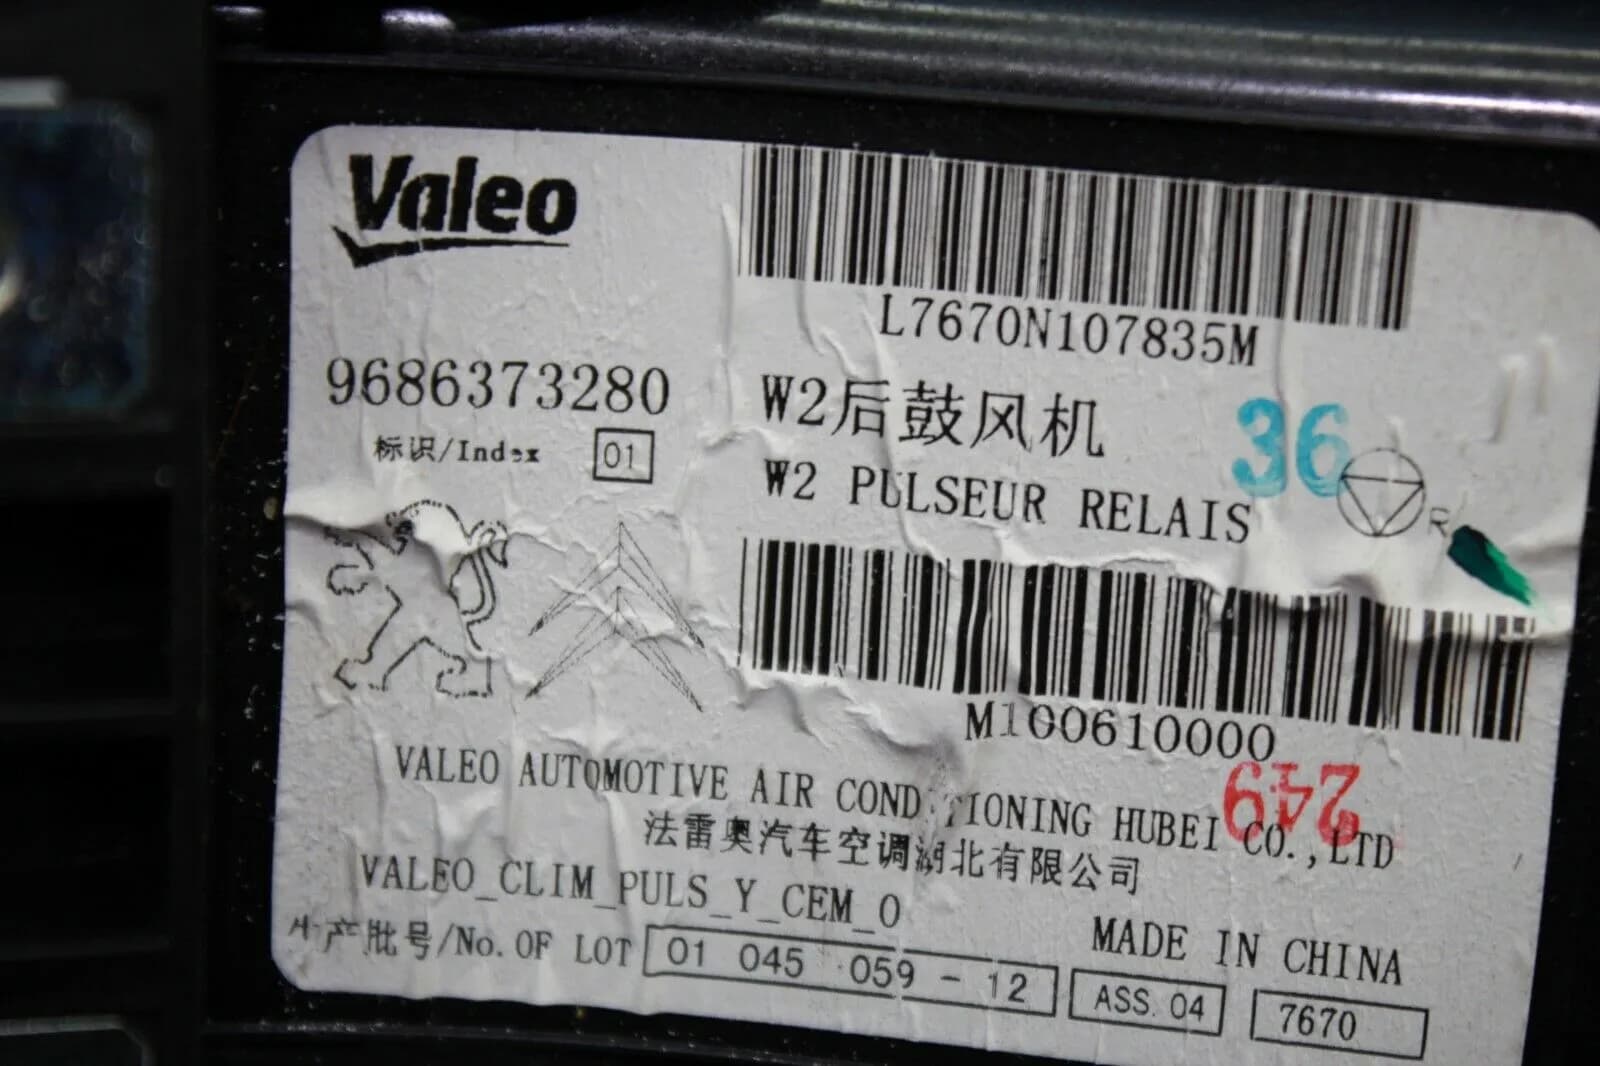 Valeo
L7670N107835M
9686373280
W2后鼓风机
标识/Index 01
36
W2 PULSEUR RELAIS
R
M100610000
249
VALEO AUTOMOTIVE AIR CONDITIONING HUBEI CO.,LTD
法雷奥汽车空调湖北有限公司
VALEO_CLIM_PULS_Y_CEM_O
MADE IN CHINA
生产批号/No. OF LOT 01 045 059 - 12 ASS. 04 7670